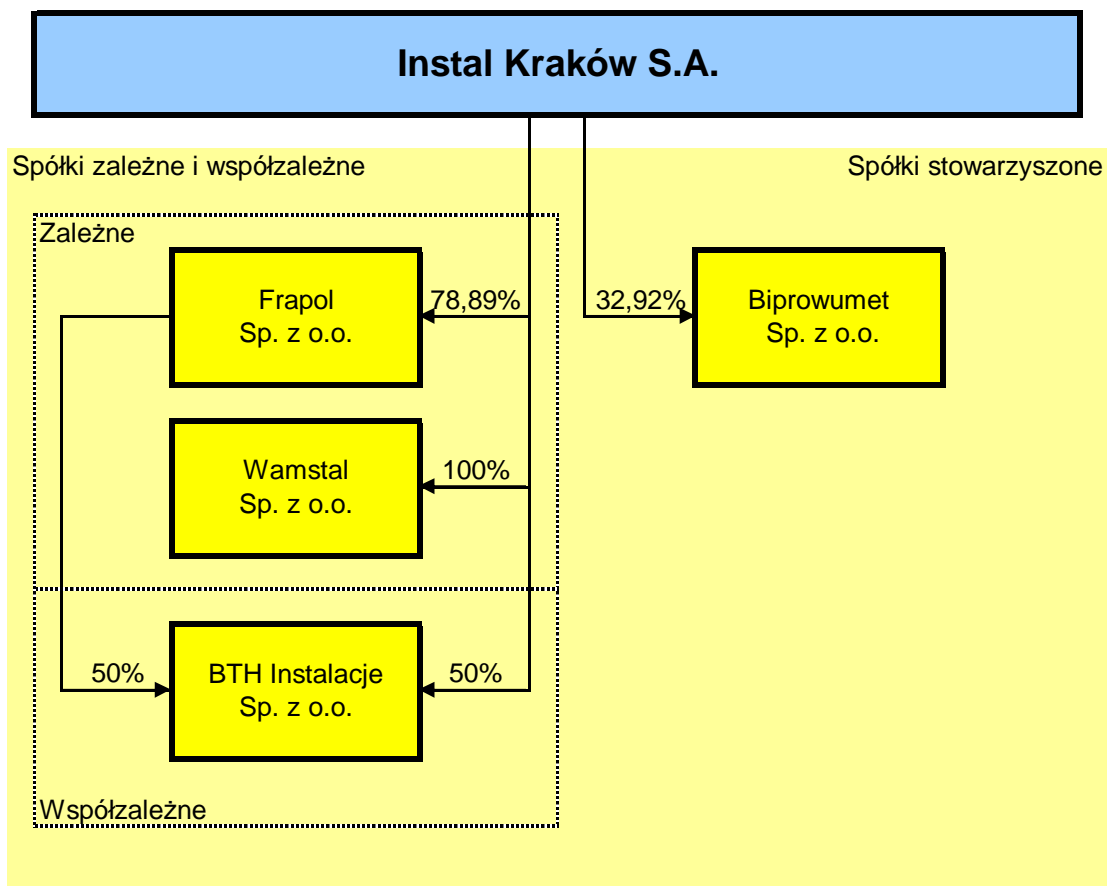 Instal Kraków S.A.
Spółki zależne i współzależne
Spółki stowarzyszone
Zależne
Frapol
Sp. z o.o.
78,89%
32,92%
Biprowumet
Sp. z o.o.
Wamstal
Sp. z o.o.
100%
50%
BTH Instalacje
Sp. z o.o.
50%
Współzależne